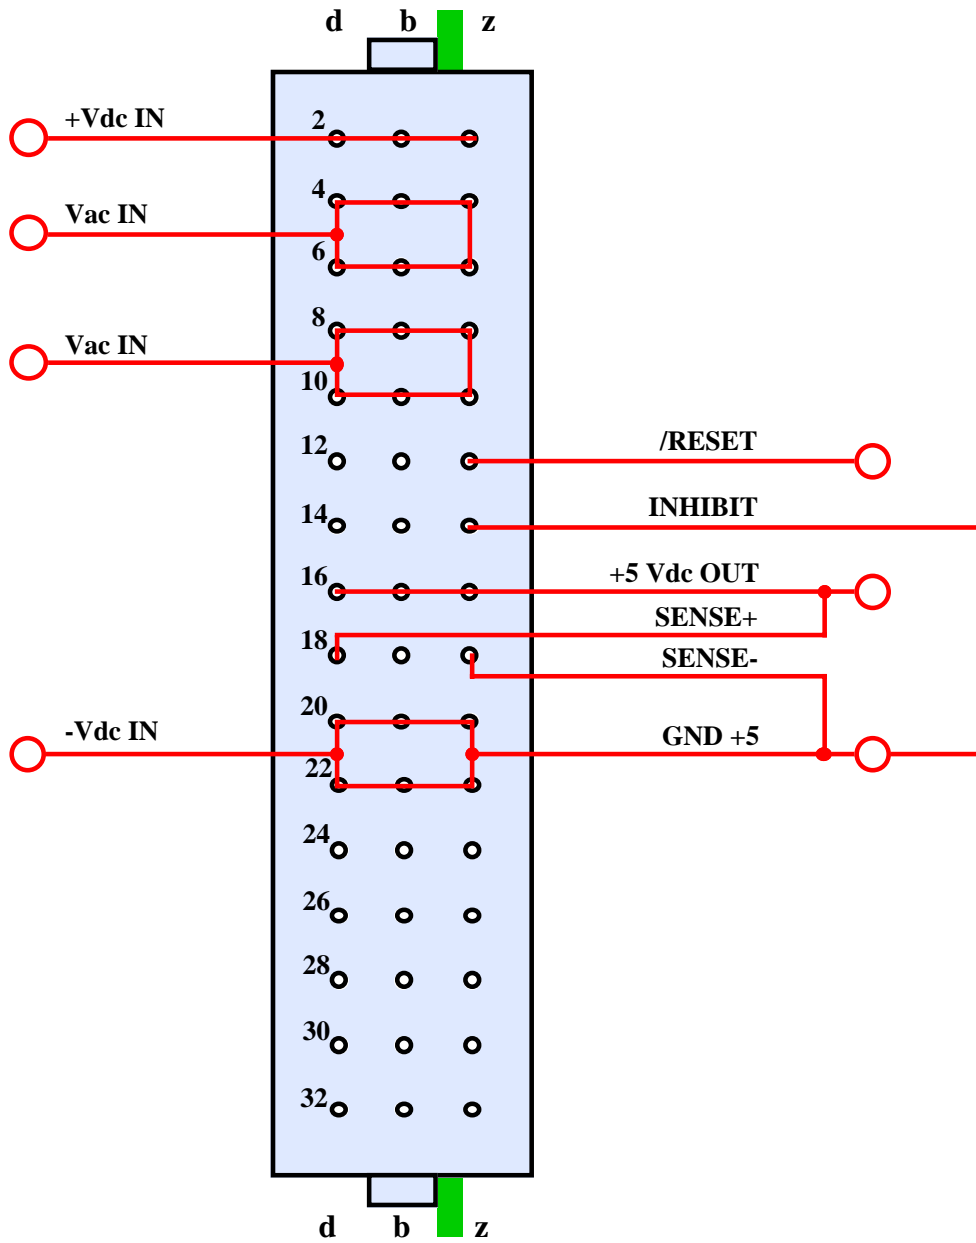 d b z
2
+Vdc IN
4
Vac IN
6
8
Vac IN
10
12
/RESET
14
INHIBIT
16
+5 Vdc OUT
SENSE+
18
SENSE-
20
-Vdc IN
GND +5
22
24
26
28
30
32
d b z